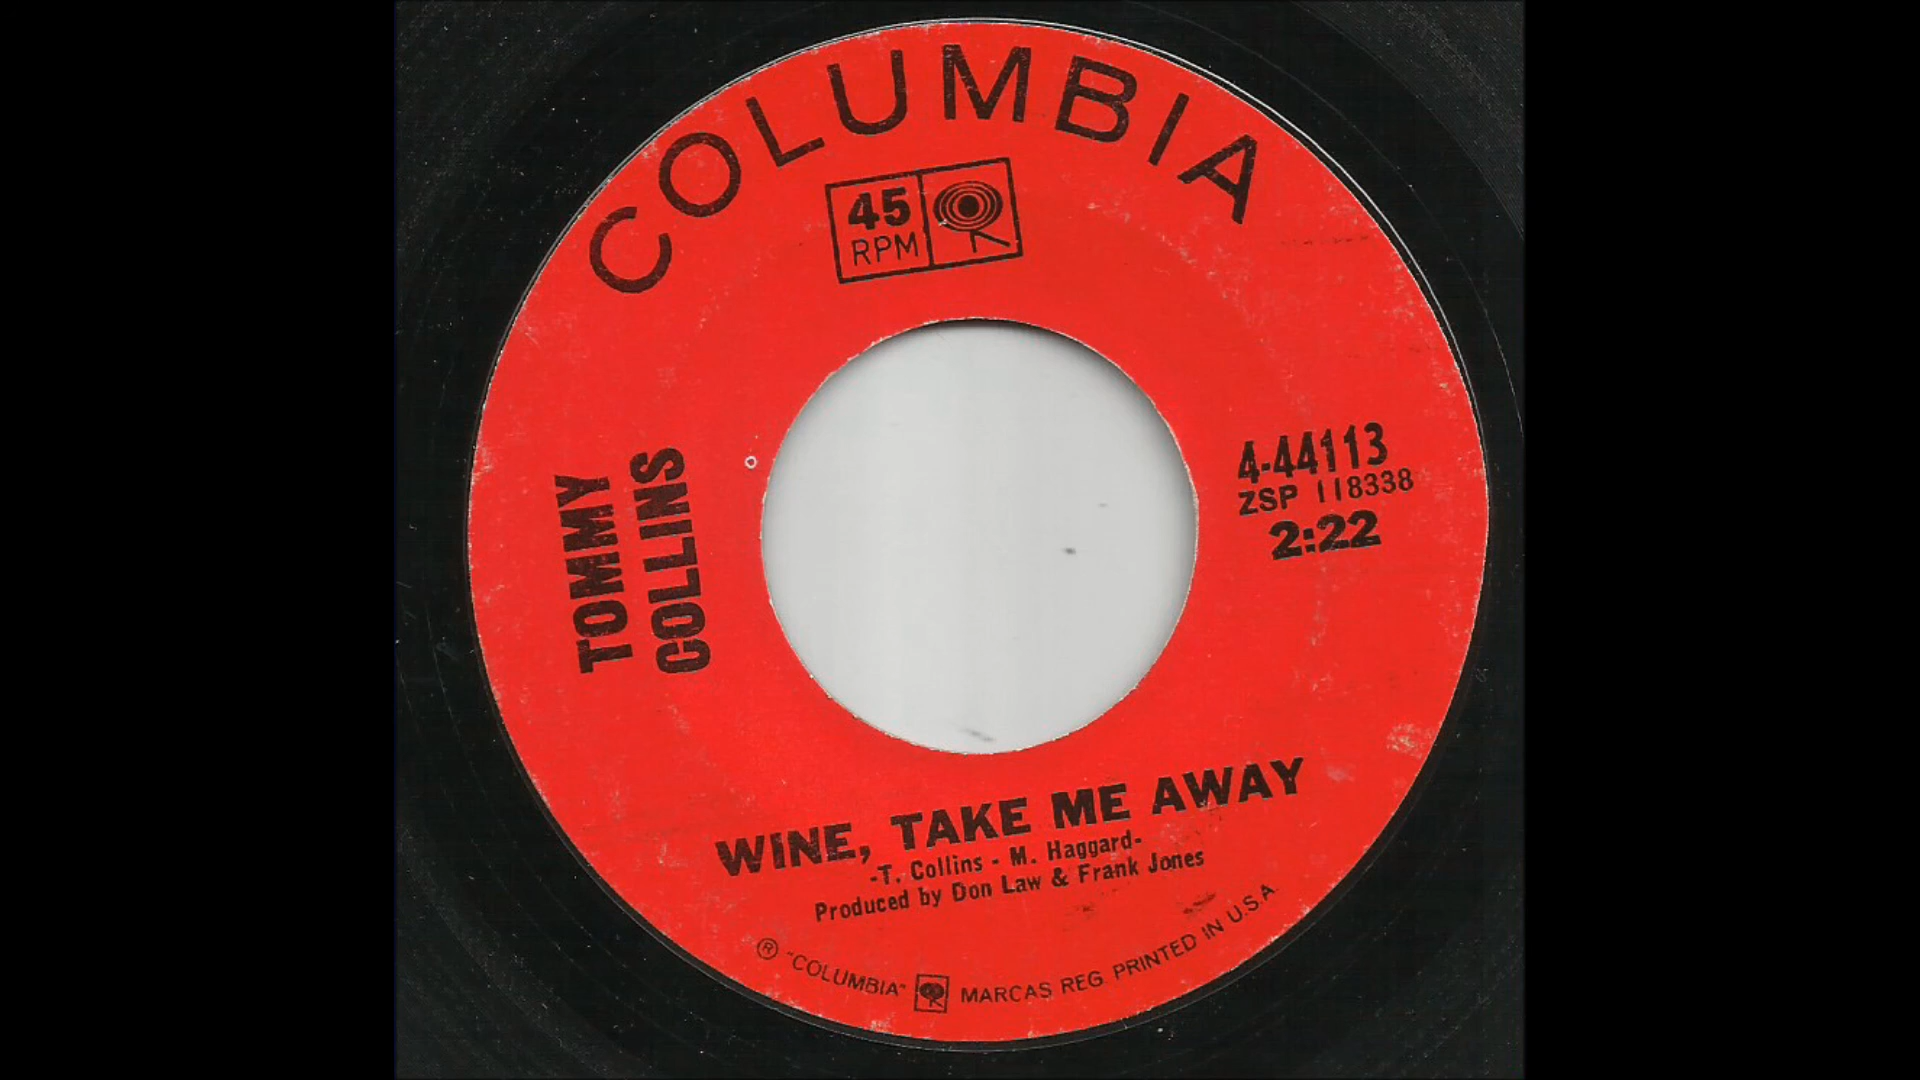 COLUMBIA
45
RPM
TOMMY
COLLINS
4-44113
ZSP 118338
2:22
WINE, TAKE ME AWAY
-T. Collins - M. Haggard-
Produced by Don Law & Frank Jones
® "COLUMBIA" MARCAS REG. PRINTED IN U.S.A.